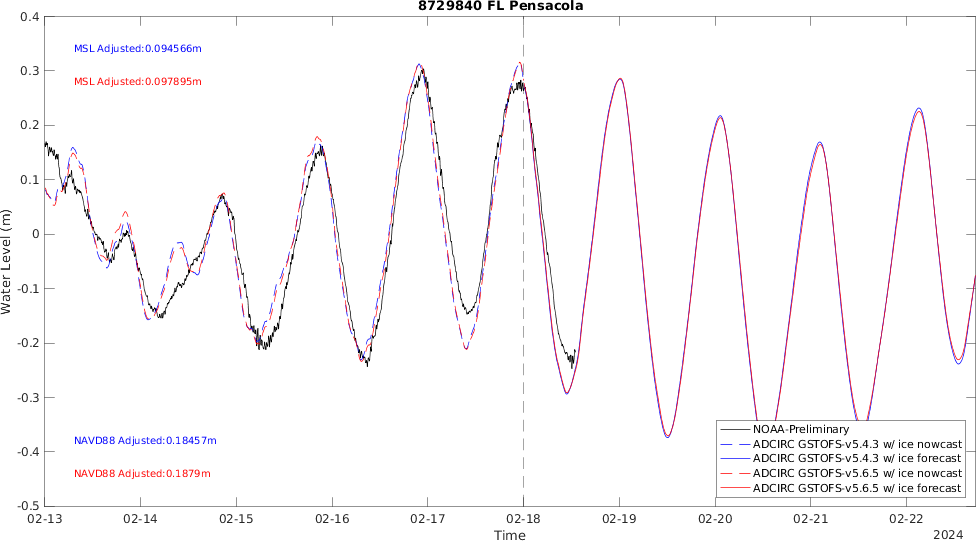 8729840 FL Pensacola
0.4
MSL Adjusted:0.094566m
0.3
MSL Adjusted:0.097895m
0.2
0.1
0
Water Level (m)
-0.1
-0.2
-0.3
NOAA-Preliminary
NAVD88 Adjusted:0.18457m
ADCIRC GSTOFS-v5.4.3 w/ ice nowcast
-0.4
ADCIRC GSTOFS-v5.4.3 w/ ice forecast
NAVD88 Adjusted:0.1879m
ADCIRC GSTOFS-v5.6.5 w/ ice nowcast
ADCIRC GSTOFS-v5.6.5 w/ ice forecast
-0.5
02-13 02-14 02-15 02-16 02-17 02-18 02-19 02-20 02-21 02-22
Time
2024